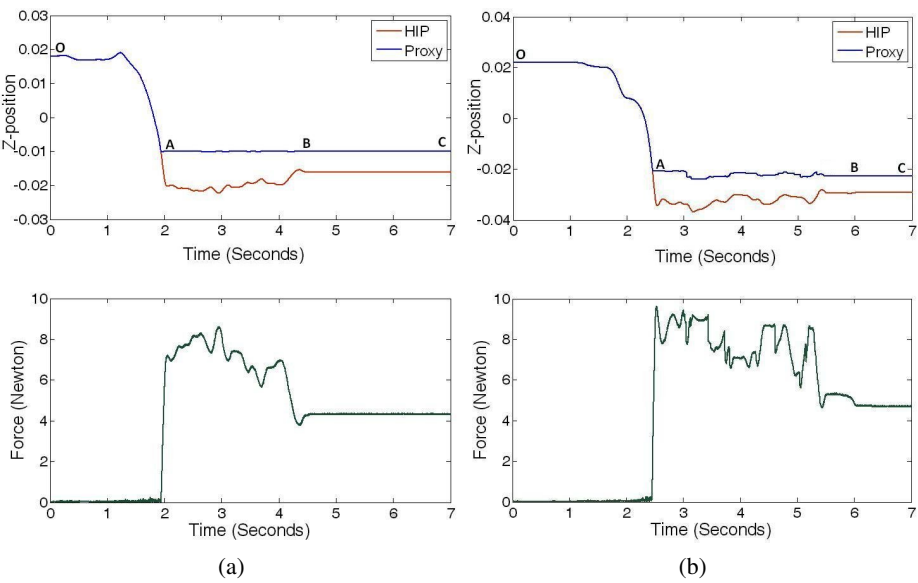 0.03
0.02
0.01
0
-0.01
-0.02
-0.03
Z-position
O
A
B
C
HIP
Proxy
0 1 2 3 4 5 6 7
Time (Seconds)
0.04
0.02
0
-0.02
-0.04
Z-position
O
A
B
C
HIP
Proxy
0 1 2 3 4 5 6 7
Time (Seconds)
10
8
6
4
2
0
Force (Newton)
0 1 2 3 4 5 6 7
Time (Seconds)
10
8
6
4
2
0
Force (Newton)
0 1 2 3 4 5 6 7
Time (Seconds)
(a)
(b)